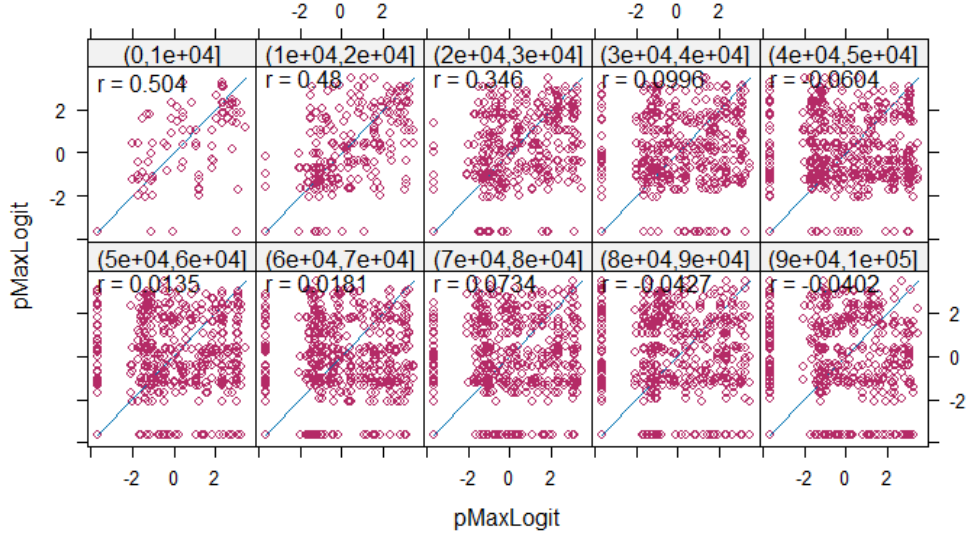 -2 0 2 -2 0 2
(0,1e+04] (1e+04,2e+04] (2e+04,3e+04] (3e+04,4e+04] (4e+04,5e+04]
r = 0.504 r = 0.48 r = 0.346 r = 0.0996 r = -0.0604
2
0
-2
pMaxLogit
(5e+04,6e+04] (6e+04,7e+04] (7e+04,8e+04] (8e+04,9e+04] (9e+04,1e+05]
r = 0.0135 r = 0.0181 r = 0.0734 r = -0.0427 r = -0.0402
2
0
-2
-2 0 2 -2 0 2 -2 0 2
pMaxLogit